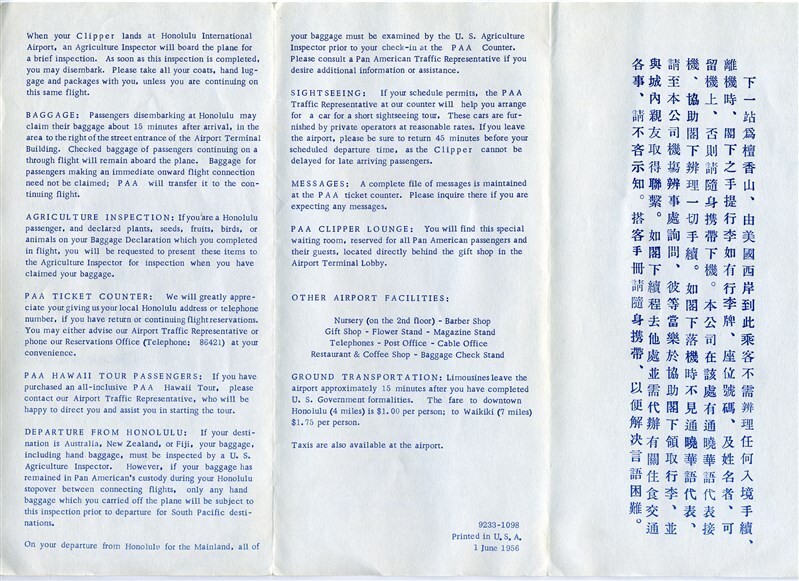 When your Clipper lands at Honolulu International
Airport, an Agriculture Inspector will board the plane for
a brief inspection. As soon as this inspection is completed,
you may disembark. Please take all your coats, hand lug-
gage and packages with you, unless you are continuing on
this same flight.
BAGGAGE: Passengers disembarking at Honolulu may
claim their baggage about 15 minutes after arrival, in the
area to the right of the street entrance of the Airport Terminal
Building. Checked baggage of passengers continuing on a
through flight will remain aboard the plane. Baggage for
passengers making an immediate onward flight connection
need not be claimed; PAA will transfer it to the con-
tinuing flight.
AGRICULTURE INSPECTION: If you are a Honolulu
passenger, and declared plants, seeds, fruits, birds, or
animals on your Baggage Declaration which you completed
in flight, you will be requested to present these items to
the Agriculture Inspector for inspection when you have
claimed your baggage.
PAA TICKET COUNTER: We will greatly appre-
ciate your giving us your local Honolulu address or telephone
number, if you have return or continuing flight reservations.
You may either advise our Airport Traffic Representative or
phone our Reservations Office (Telephone: 86421) at your
convenience.
PAA HAWAII TOUR PASSENGERS: If you have
purchased an all-inclusive PAA Hawaii Tour, please
contact our Airport Traffic Representative, who will be
happy to direct you and assist you in starting the tour.
DEPARTURE FROM HONOLULU: If your desti-
nation is Australia, New Zealand, or Fiji, your baggage,
including hand baggage, must be inspected by a U. S.
Agriculture Inspector. However, if your baggage has
remained in Pan American's custody during your Honolulu
stopover between connecting flights, only any hand
baggage which you carried off the plane will be subject to
this inspection prior to departure for South Pacific desti-
nations.
On your departure from Honolulu for the Mainland, all of
your baggage must be examined by the U. S. Agriculture
Inspector prior to your check-in at the PAA Counter.
Please consult a Pan American Traffic Representative if you
desire additional information or assistance.
SIGHTSEEING: If your schedule permits, the PAA
Traffic Representative at our counter will help you arrange
for a car for a short sightseeing tour. These cars are fur-
nished by private operators at reasonable rates. If you leave
the airport, please be sure to return 45 minutes before your
scheduled departure time, as the Clipper cannot be
delayed for late arriving passengers.
MESSAGES: A complete file of messages is maintained
at the PAA ticket counter. Please inquire there if you are
expecting any messages.
PAA CLIPPER LOUNGE: You will find this special
waiting room, reserved for all Pan American passengers and
their guests, located directly behind the gift shop in the
Airport Terminal Lobby.
OTHER AIRPORT FACILITIES:
Nursery (on the 2nd floor) - Barber Shop
Gift Shop - Flower Stand - Magazine Stand
Telephones - Post Office - Cable Office
Restaurant & Coffee Shop - Baggage Check Stand
GROUND TRANSPORTATION: Limousines leave the
airport approximately 15 minutes after you have completed
U. S. Government formalities. The fare to downtown
Honolulu (4 miles) is $1.00 per person; to Waikiki (7 miles)
$1.75 per person.
Taxis are also available at the airport.
9233-1098
Printed in U. S. A.
1 June 1956
下一站爲檀香山、由美國西岸到此乘客不需辦理任何入境手續、
離機時、閣下之手提行李如有行李牌、座位號碼、及姓名者、可
留機上、否則請隨身攜帶下機。本公司在該處有通曉華語代表接
機、協助閣下辦理一切手續。如閣下落機時不見通曉華語代表、
請至本公司機塲辦事處詢問、彼等當樂於協助閣下領取行李、並
與城內親友取得聯繫。如閣下續程去他處並需代辦有關住食交通
各事、請不吝示知。搭客手冊請隨身攜帶、以便解決言語困難。